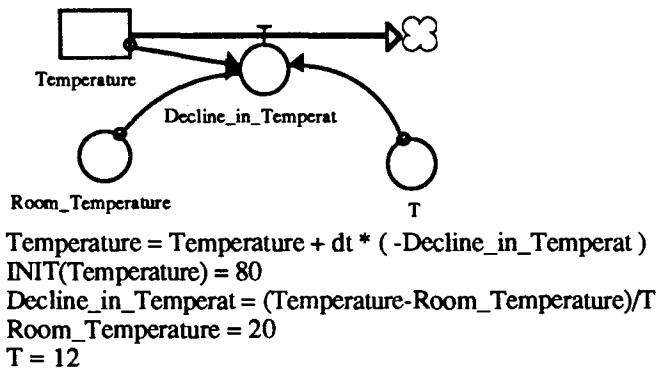 Temperature
Decline_in_Temperat
Room_Temperature
T
Temperature = Temperature + dt * ( -Decline_in_Temperat )
INIT(Temperature) = 80
Decline_in_Temperat = (Temperature-Room_Temperature)/T
Room_Temperature = 20
T = 12